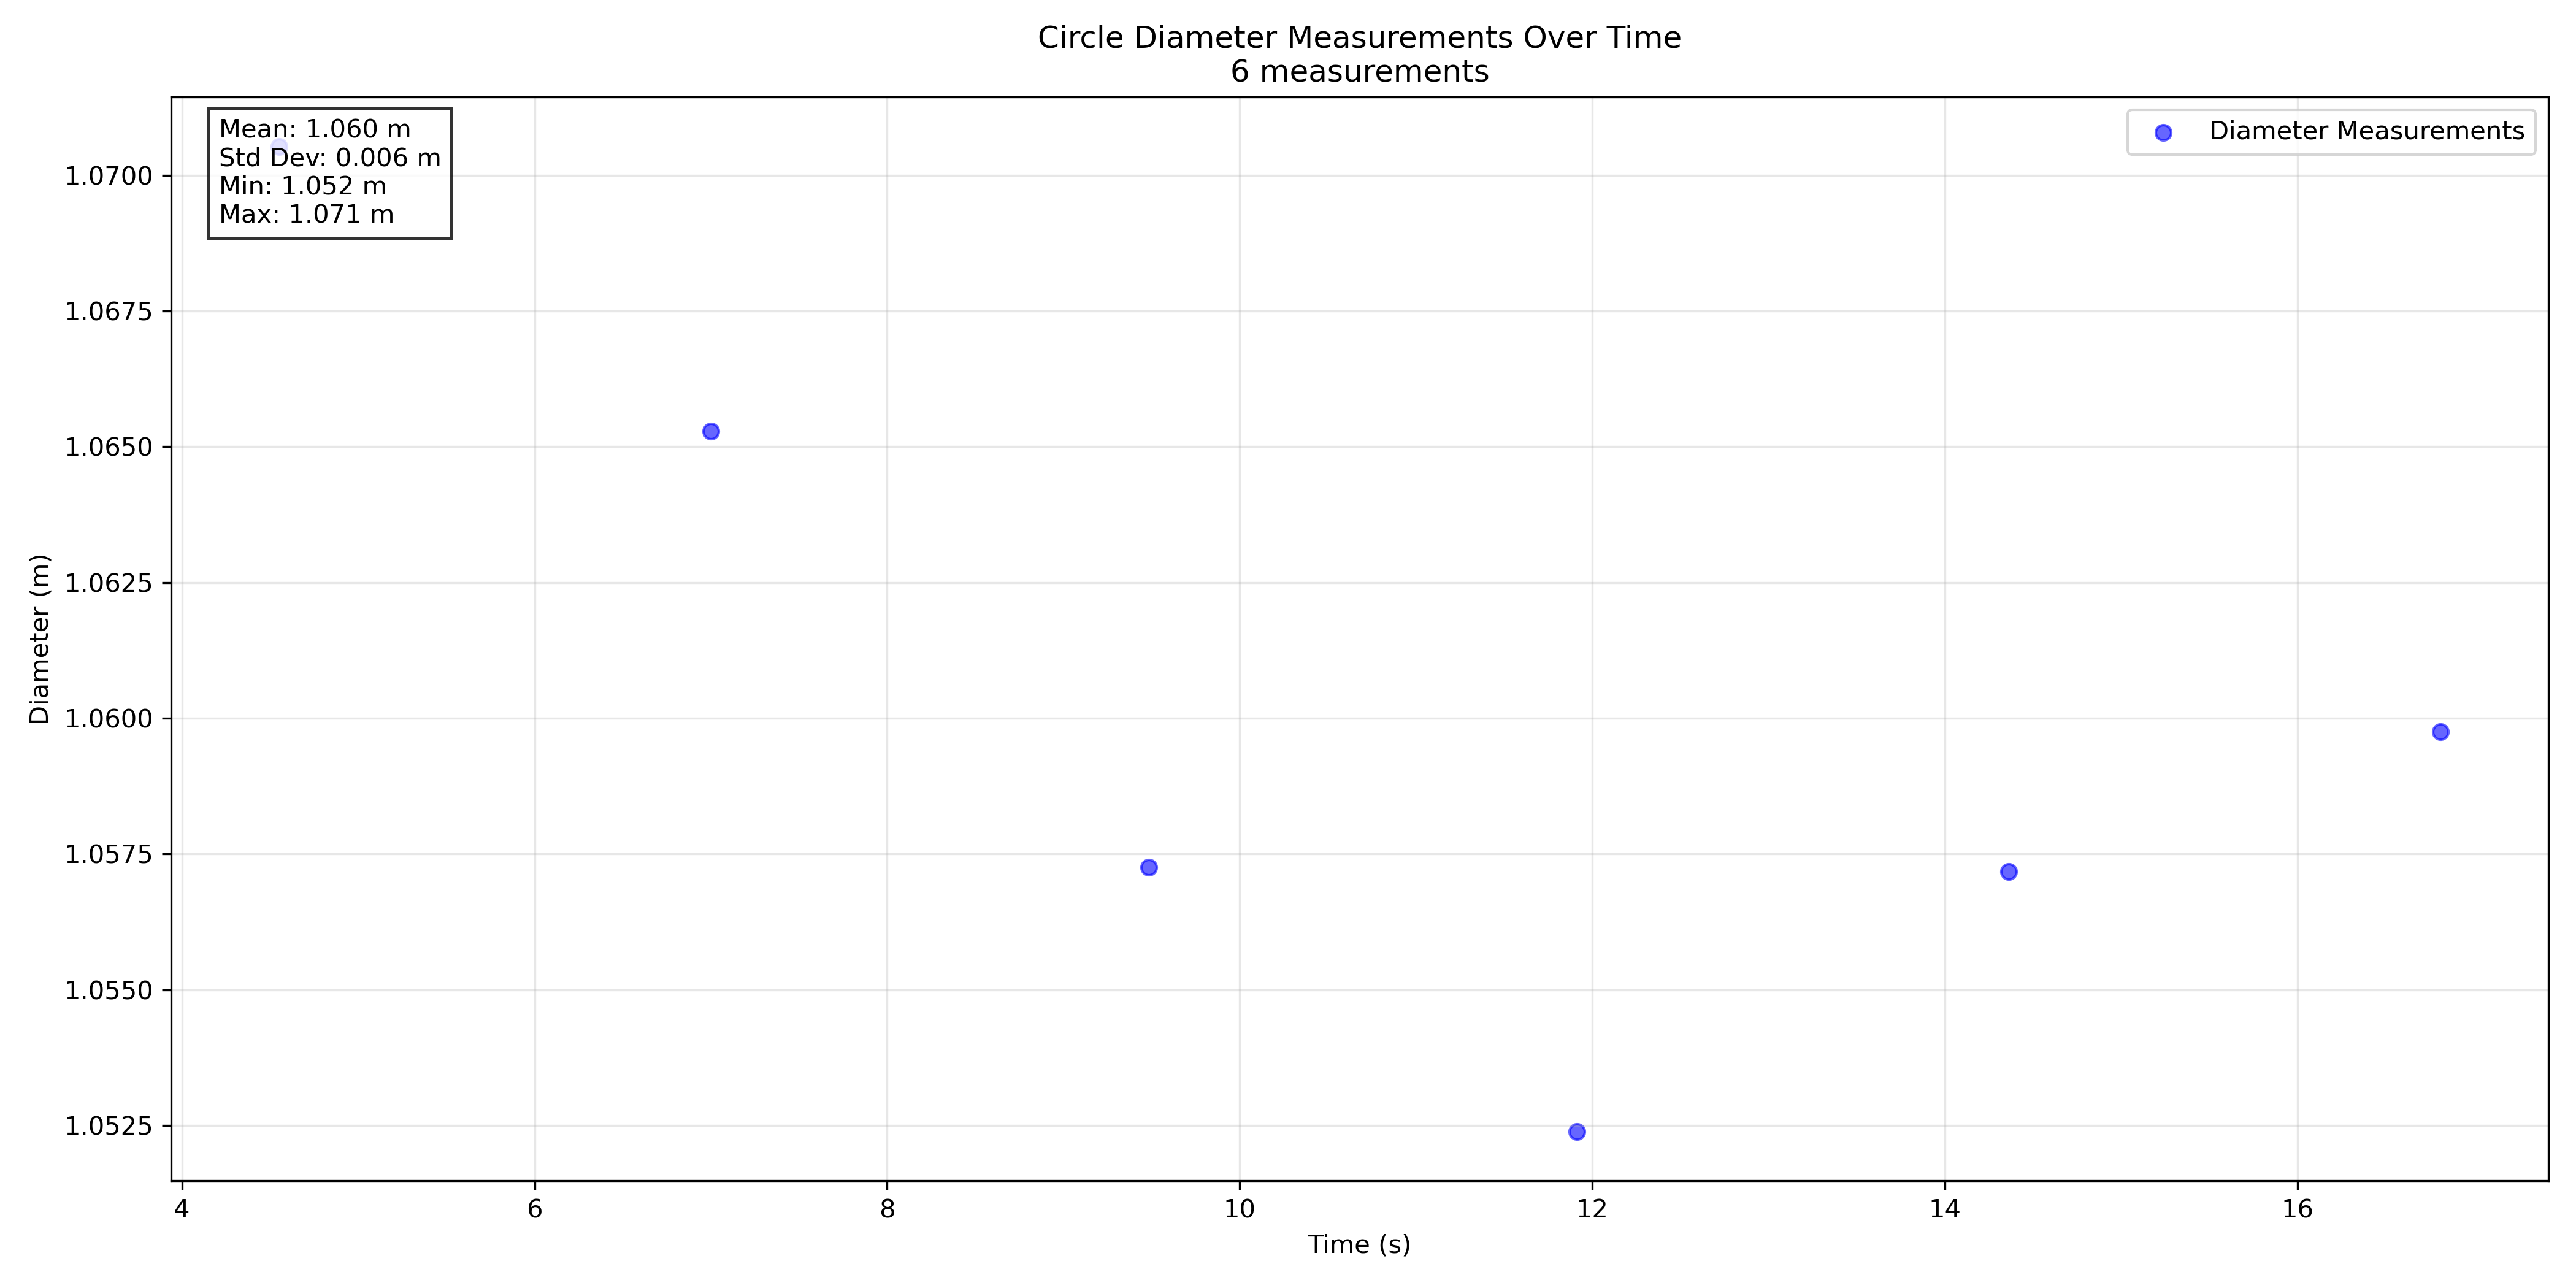 Circle Diameter Measurements Over Time
6 measurements
Mean: 1.060 m
Std Dev: 0.006 m
Min: 1.052 m
Max: 1.071 m
Diameter Measurements
Diameter (m)
1.0700
1.0675
1.0650
1.0625
1.0600
1.0575
1.0550
1.0525
4 6 8 10 12 14 16
Time (s)